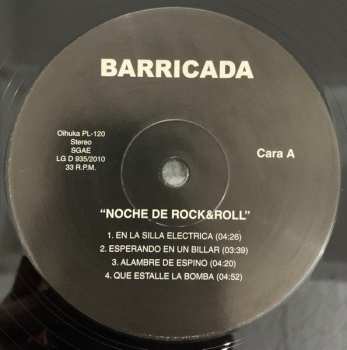 BARRICADA
Oihuka PL-120
Stereo
SGAE
LG D 935/2010
33 R.P.M.
Cara A
“NOCHE DE ROCK&ROLL”
1. EN LA SILLA ELECTRICA (04:26)
2. ESPERANDO EN UN BILLAR (03:39)
3. ALAMBRE DE ESPINO (04:20)
4. QUE ESTALLE LA BOMBA (04:52)